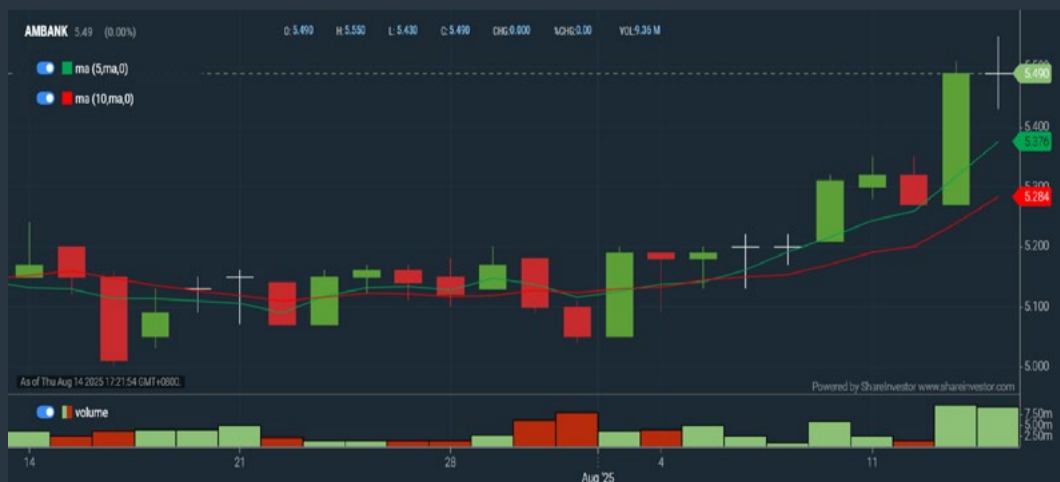 AMBANK 5.49 (0.00%) O: 5.490 H:5.550 L: 5.430 C: 5.490 CHG:0.000 %CHG:0.00 VOL:9.36 M
ma (5,ma,0)
ma (10,ma,0)
5.490
5.400
5.376
5.300
5.284
5.200
5.100
5.000
As of Thu Aug 14 2025 17:21:54 GMT+0800.
Powered by ShareInvestor www.shareinvestor.com
volume
7.50m
5.00m
2.50m
14 21 28 4 11
Aug '25